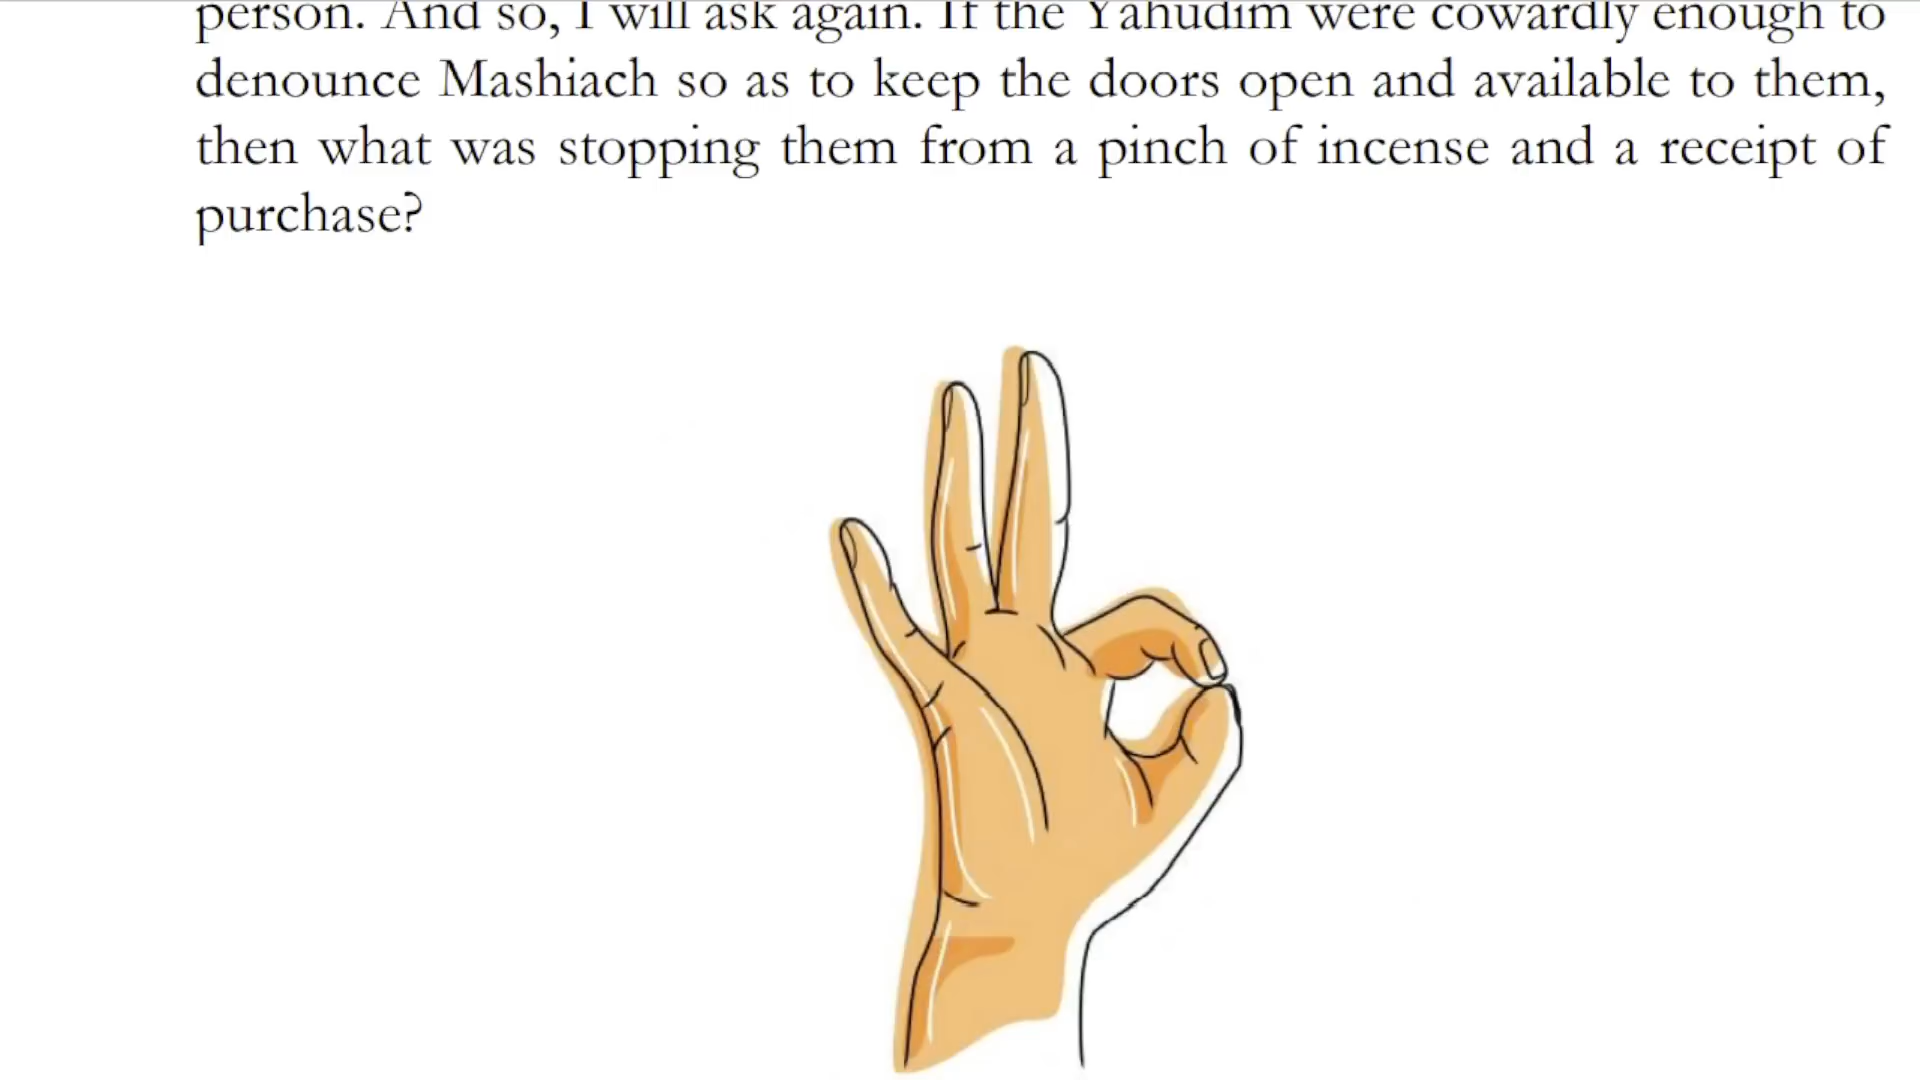 person. And so, I will ask again. If the Yahudim were cowardly enough to
denounce Mashiach so as to keep the doors open and available to them,
then what was stopping them from a pinch of incense and a receipt of
purchase?